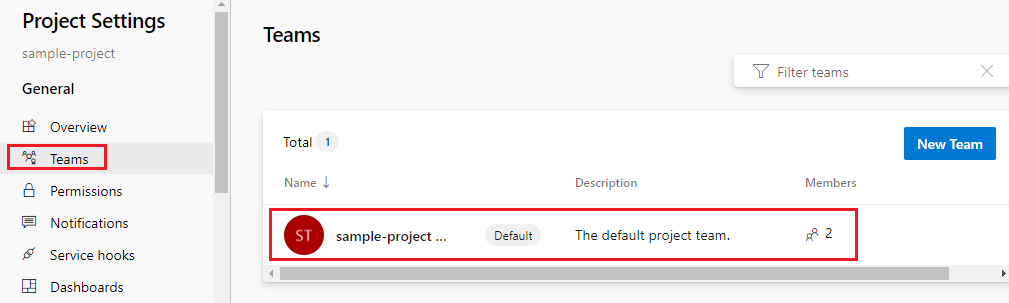 Project Settings
sample-project
General
Overview
Teams
Permissions
Notifications
Service hooks
Dashboards
Teams
Filter teams
Total 1
New Team
Name Description Members
ST sample-project ... Default The default project team. 2